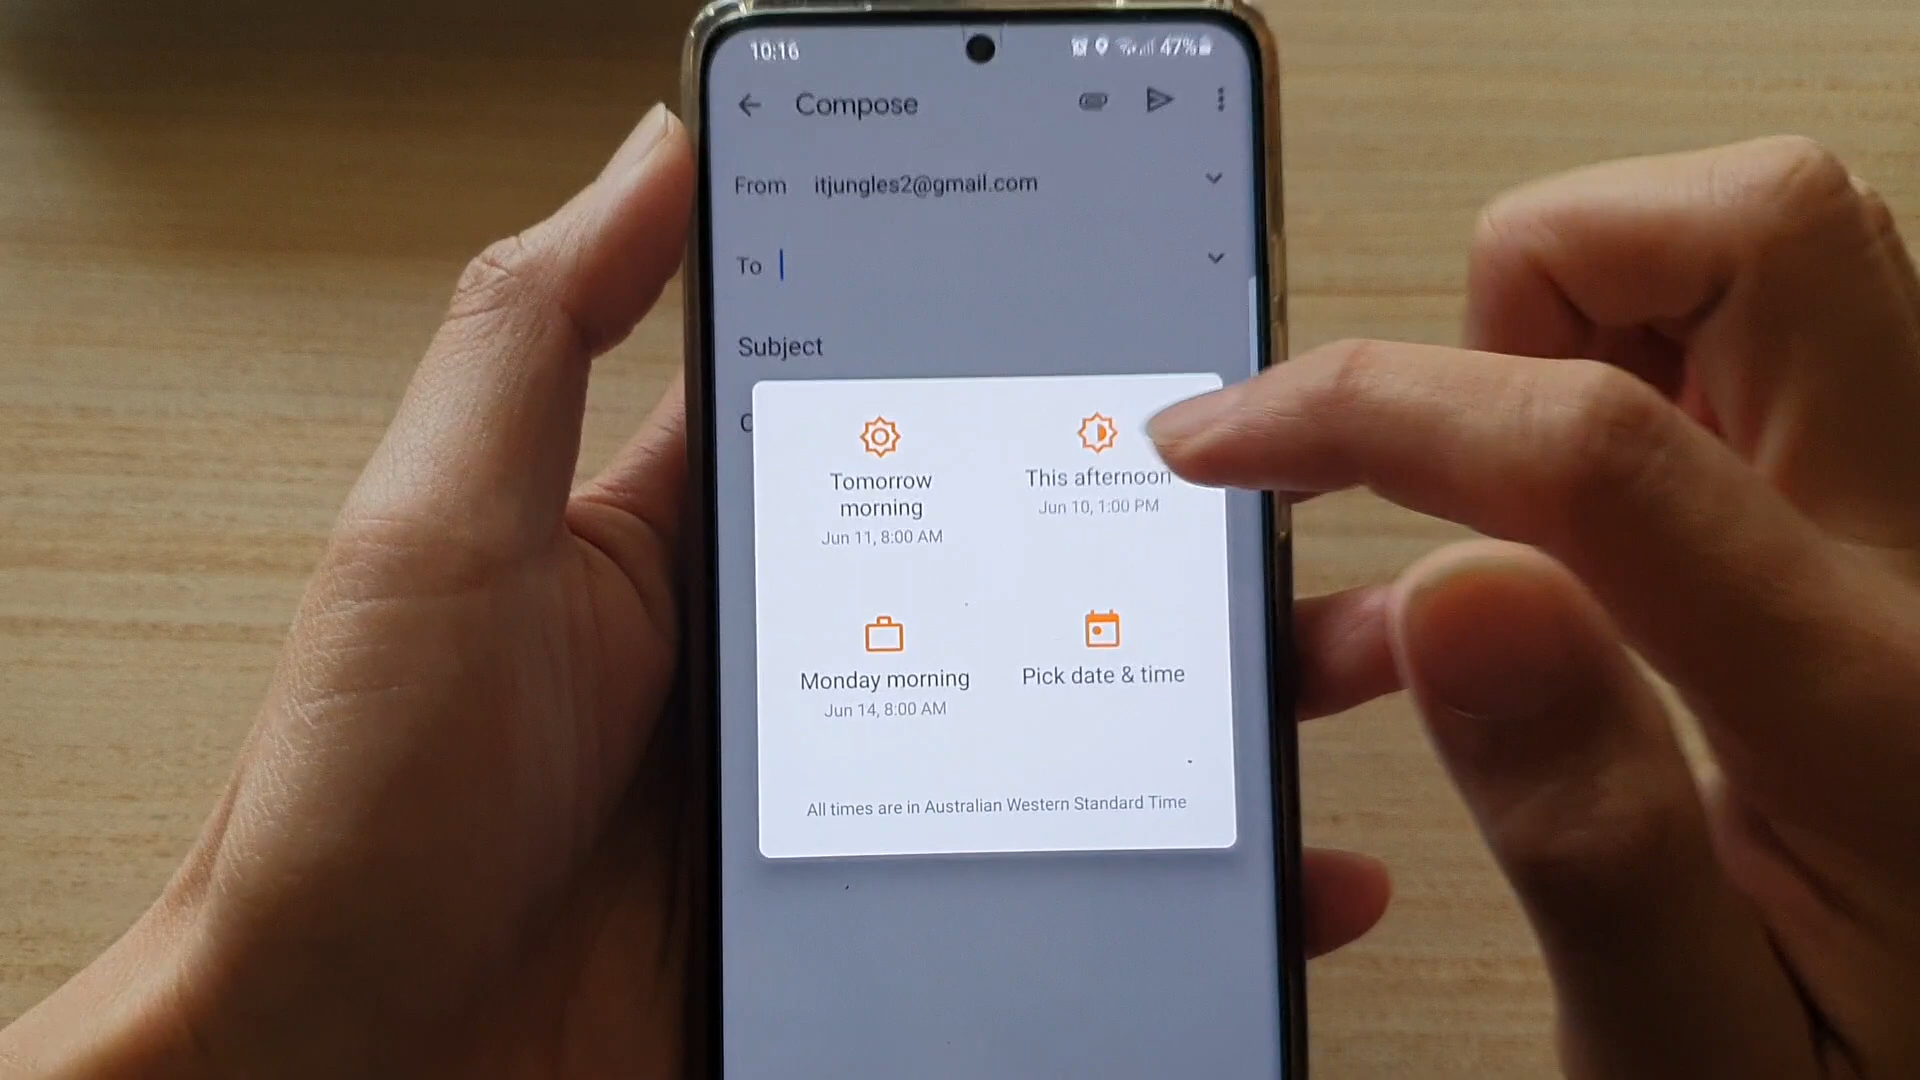 10:16
47%
Compose
From itjungles2@gmail.com
To
Subject
C
Tomorrow
morning
Jun 11, 8:00 AM
This afternoon
Jun 10, 1:00 PM
Monday morning
Jun 14, 8:00 AM
Pick date & time
All times are in Australian Western Standard Time